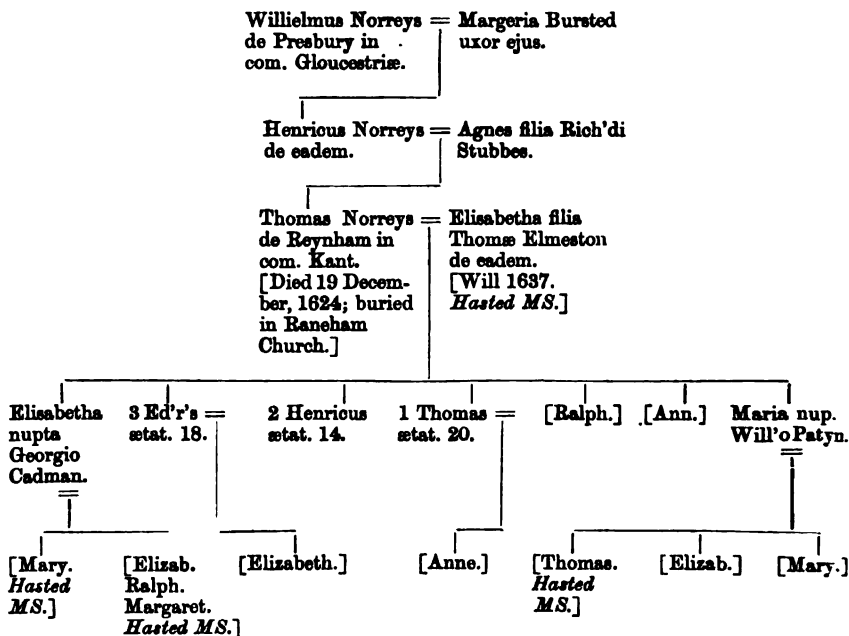 Willielmus Norreys = Margeria Bursted
de Presbury in uxor ejus.
com. Gloucestriæ.
Henricus Norreys = Agnes filia Rich'di
de eadem. Stubbes.
Thomas Norreys = Elisabetha filia
de Reynham in Thomæ Elmeston
com. Kant. de eadem.
[Died 19 Decem- [Will 1637.
ber, 1624; buried Hasted MS.]
in Raneham
Church.]
Elisabetha
nupta
Georgio
Cadman.
=
3 Ed'r's =
ætat. 18.
2 Henricus
ætat. 14.
1 Thomas =
ætat. 20.
[Ralph.]
[Ann.]
Maria nup.
Will'o Patyn.
=
[Mary.
Hasted
MS.]
[Elizab.
Ralph.
Margaret.
Hasted MS.]
[Elizabeth.]
[Anne.]
[Thomas.
Hasted
MS.]
[Elizab.]
[Mary.]